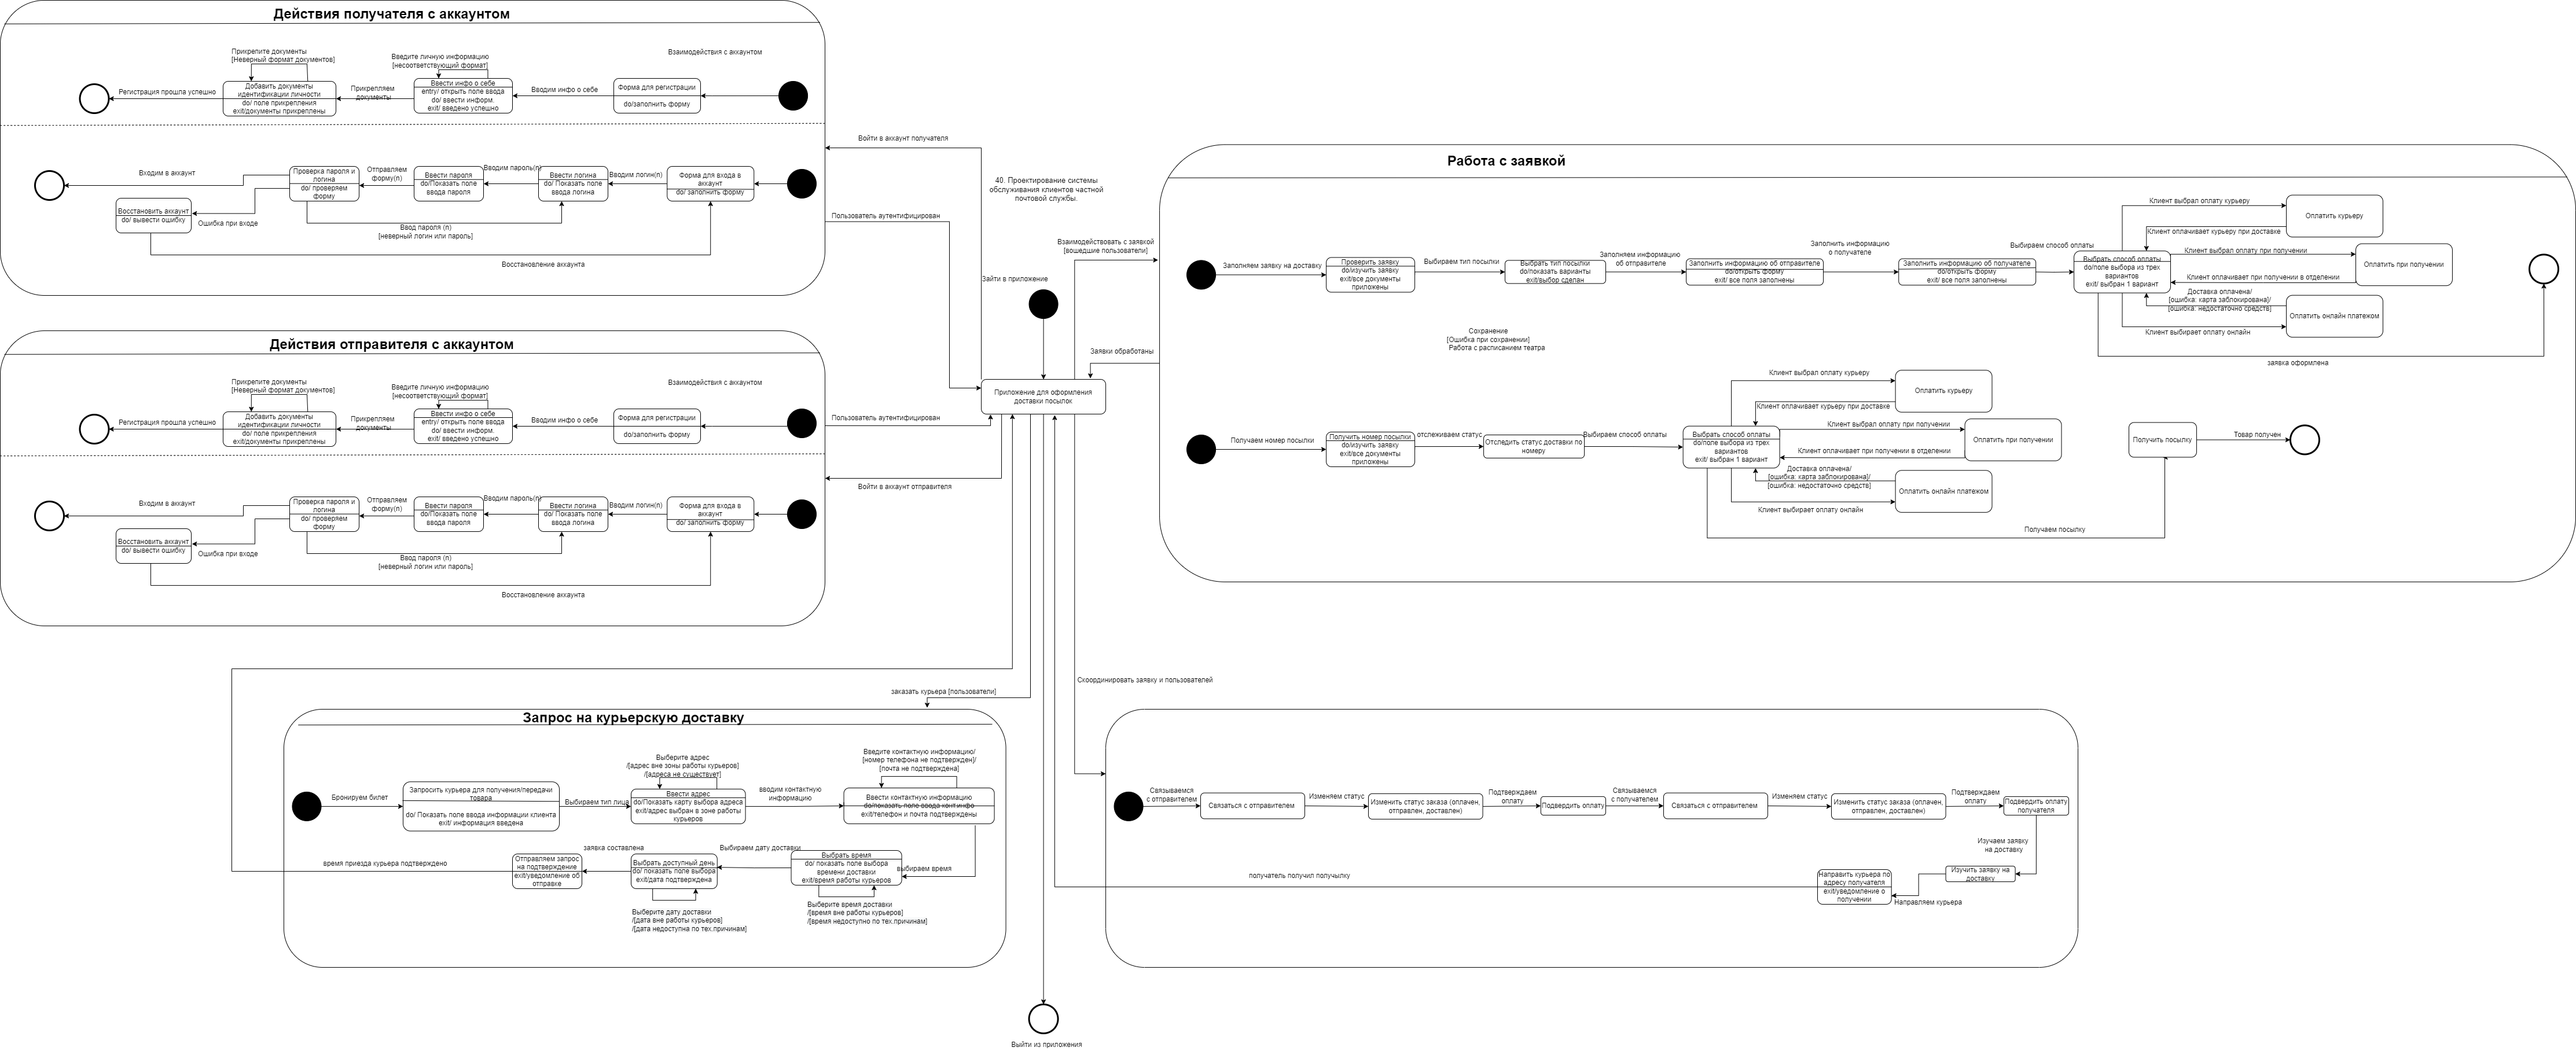 Действия получателя с аккаунтом
Прикрепите документы
[Неверный формат документов]
Введите личную информацию
[несоответствующий формат]
Взаимодействия с аккаунтом
Регистрация прошла успешно
Добавить документы
идентификации личности
do/ поле прикрепления
exit/документы прикреплены
Прикрепляем
документы
Ввести инфо о себе
entry/ открыть поле ввода
do/ ввести информ.
exit/ введено успешно
Вводим инфо о себе
Форма для регистрации
do/заполнить форму
Входим в аккаунт
Проверка пароля и
логина
do/ проверяем
форму
Отправляем
форму(n)
Ввести пароля
do/Показать поле
ввода пароля
Вводим пароль(n)
Ввести логина
do/ Показать поле
ввода логина
Вводим логин(n)
Форма для входа в
аккаунт
do/ заполнить форму
Восстановить аккаунт
do/ вывести ошибку
Ошибка при входе
Ввод пароля (n)
[неверный логин или пароль]
Восстановление аккаунта
Войти в аккаунт получателя
Пользователь аутентифицирован
40. Проектирование системы
обслуживания клиентов частной
почтовой службы.
Взаимодействовать с заявкой
[вошедшие пользователи]
Зайти в приложение
Заявки обработаны
Приложение для оформления
доставки посылок
Работа с заявкой
Заполняем заявку на доставку
Проверить заявку
do/изучить заявку
exit/все документы
приложены
Выбираем тип посылки
Выбрать тип посылки
do/показать варианты
exit/выбор сделан
Заполняем информацию
об отправителе
Заполнить информацию об отправителе
do/открыть форму
exit/ все поля заполнены
Заполнить информацию
о получателе
Заполнить информацию об получателе
do/открыть форму
exit/ все поля заполнены
Выбираем способ оплаты
Выбрать способ оплаты
do/поле выбора из трех
вариантов
exit/ выбран 1 вариант
Клиент выбрал оплату курьеру
Оплатить курьеру
Клиент оплачивает курьеру при доставке
Клиент выбрал оплату при получении
Оплатить при получении
Клиент оплачивает при получении в отделении
Доставка оплачена/
[ошибка: карта заблокирована]/
[ошибка: недостаточно средств]
Оплатить онлайн платежом
Клиент выбирает оплату онлайн
заявка оформлена
Сохранение
[Ошибка при сохранении]
Работа с расписанием театра
Получаем номер посылки
Получить номер посылки
do/изучить заявку
exit/все документы
приложены
отслеживаем статус
Отследить статус доставки по
номеру
Выбираем способ оплаты
Выбрать способ оплаты
do/поле выбора из трех
вариантов
exit/ выбран 1 вариант
Клиент выбрал оплату курьеру
Оплатить курьеру
Клиент оплачивает курьеру при доставке
Клиент выбрал оплату при получении
Оплатить при получении
Клиент оплачивает при получении в отделении
Доставка оплачена/
[ошибка: карта заблокирована]/
[ошибка: недостаточно средств]
Оплатить онлайн платежом
Клиент выбирает оплату онлайн
Получаем посылку
Получить посылку
Товар получен
Действия отправителя с аккаунтом
Прикрепите документы
[Неверный формат документов]
Введите личную информацию
[несоответствующий формат]
Взаимодействия с аккаунтом
Регистрация прошла успешно
Добавить документы
идентификации личности
do/ поле прикрепления
exit/документы прикреплены
Прикрепляем
документы
Ввести инфо о себе
entry/ открыть поле ввода
do/ ввести информ.
exit/ введено успешно
Вводим инфо о себе
Форма для регистрации
do/заполнить форму
Входим в аккаунт
Проверка пароля и
логина
do/ проверяем
форму
Отправляем
форму(n)
Ввести пароля
do/Показать поле
ввода пароля
Вводим пароль(n)
Ввести логина
do/ Показать поле
ввода логина
Вводим логин(n)
Форма для входа в
аккаунт
do/ заполнить форму
Восстановить аккаунт
do/ вывести ошибку
Ошибка при входе
Ввод пароля (n)
[неверный логин или пароль]
Восстановление аккаунта
Пользователь аутентифицирован
Войти в аккаунт отправителя
заказать курьера [пользователи]
Скоординировать заявку и пользователей
Запрос на курьерскую доставку
Бронируем билет
Запросить курьера для получения/передачи
товара
do/ Показать поле ввода информации клиента
exit/ информация введена
Выбираем тип лица
Выберите адрес
/[адрес вне зоны работы курьеров]
/[адреса не существует]
Ввести адрес
do/Показать карту выбора адреса
exit/адрес выбран в зоне работы
курьеров
вводим контактную
информацию
Введите контактную информацию/
[номер телефона не подтвержден]/
[почта не подтверждена]
Ввести контактную информацию
do/показать поле ввода конт.инфо
exit/телефон и почта подтверждены
время приезда курьера подтверждено
Отправляем запрос
на подтверждение
exit/уведомление об
отправке
заявка составлена
Выбрать доступный день
do/ показать поле выбора
exit/дата подтверждена
Выбираем дату доставки
Выбрать время
do/ показать поле выбора
времени доставки
exit/время работы курьеров
выбираем время
Выберите дату доставки
/[дата вне работы курьеров]
/[дата недоступна по тех.причинам]
Выберите время доставки
/[время вне работы курьеров]
/[время недоступно по тех.причинам]
Связываемся
с отправителем
Связаться с отправителем
Изменяем статус
Изменить статус заказа (оплачен,
отправлен, доставлен)
Подтверждаем
оплату
Подвердить оплату
Связываемся
с получателем
Связаться с отправителем
Изменяем статус
Изменить статус заказа (оплачен,
отправлен, доставлен)
Подтверждаем
оплату
Подвердить оплату
получателя
Изучаем заявку
на доставку
Изучить заявку на
доставку
Направляем курьера
Направить курьера по
адресу получателя
exit/уведомление о
получении
получатель получил получылку
Выйти из приложения